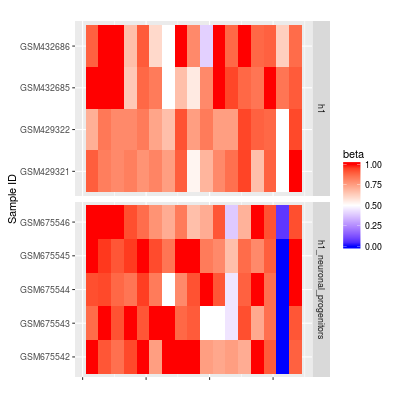 GSM432686
GSM432685
GSM429322
GSM429321
h1
GSM675546
GSM675545
GSM675544
GSM675543
GSM675542
h1_neuronal_progenitors
Sample ID
beta
1.00
0.75
0.50
0.25
0.00